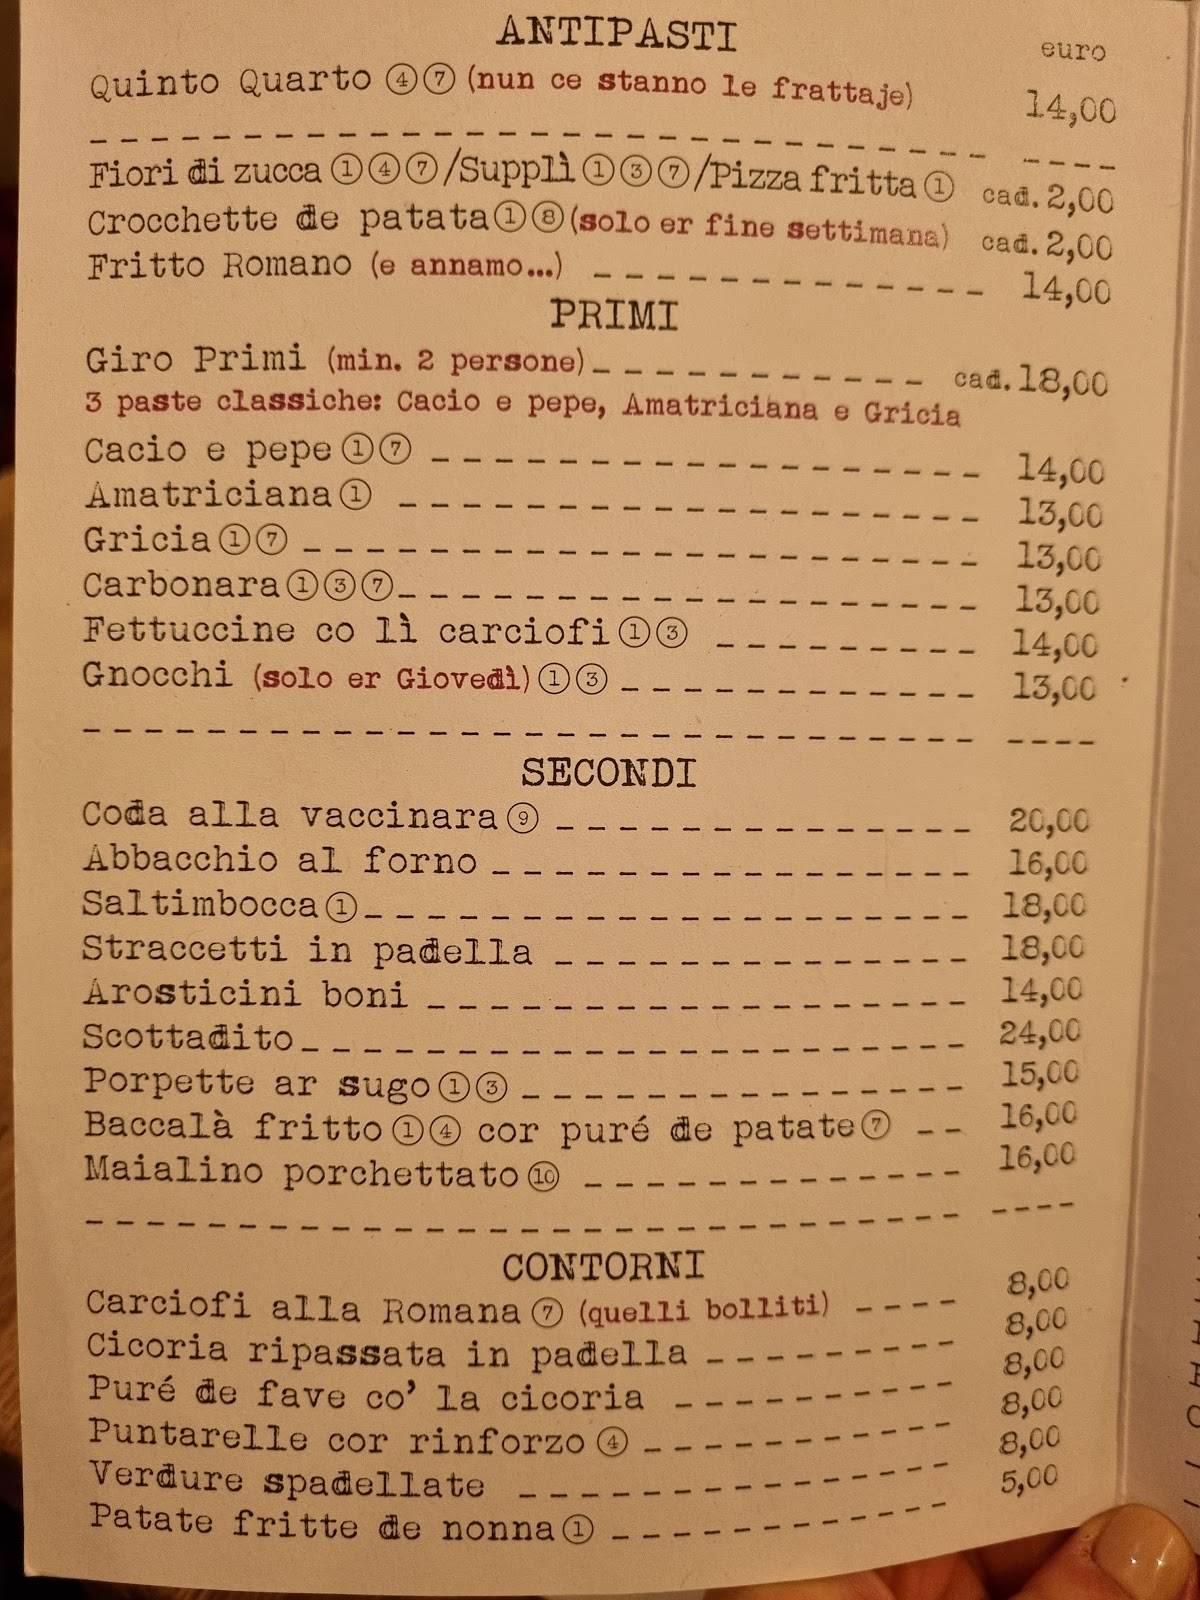 ANTIPASTI
euro
Quinto Quarto ④⑦ (nun ce stanno le frattaje) 14,00
Fiori di zucca ①④⑦/Supplì ①③⑦/Pizza fritta ① cad. 2,00
Crocchette de patata ①⑧ (solo er fine settimana) cad. 2,00
Fritto Romano (e annamo...) 14,00
PRIMI
Giro Primi (min. 2 persone) cad. 18,00
3 paste classiche: Cacio e pepe, Amatriciana e Gricia
Cacio e pepe ①⑦ 14,00
Amatriciana ① 13,00
Gricia ①⑦ 13,00
Carbonara ①③⑦ 13,00
Fettuccine co lì carciofi ①③ 14,00
Gnocchi (solo er Giovedì) ①③ 13,00
SECONDI
Coda alla vaccinara ⑨ 20,00
Abbacchio al forno 16,00
Saltimbocca ① 18,00
Straccetti in padella 18,00
Arosticini boni 14,00
Scottadito 24,00
Porpette ar sugo ①③ 15,00
Baccalà fritto ①④ cor puré de patate ⑦ 16,00
Maialino porchettato ⑩ 16,00
CONTORNI
Carciofi alla Romana ⑦ (quelli bolliti) 8,00
Cicoria ripassata in padella 8,00
Puré de fave co' la cicoria 8,00
Puntarelle cor rinforzo ④ 8,00
Verdure spadellate 8,00
Patate fritte de nonna ① 5,00